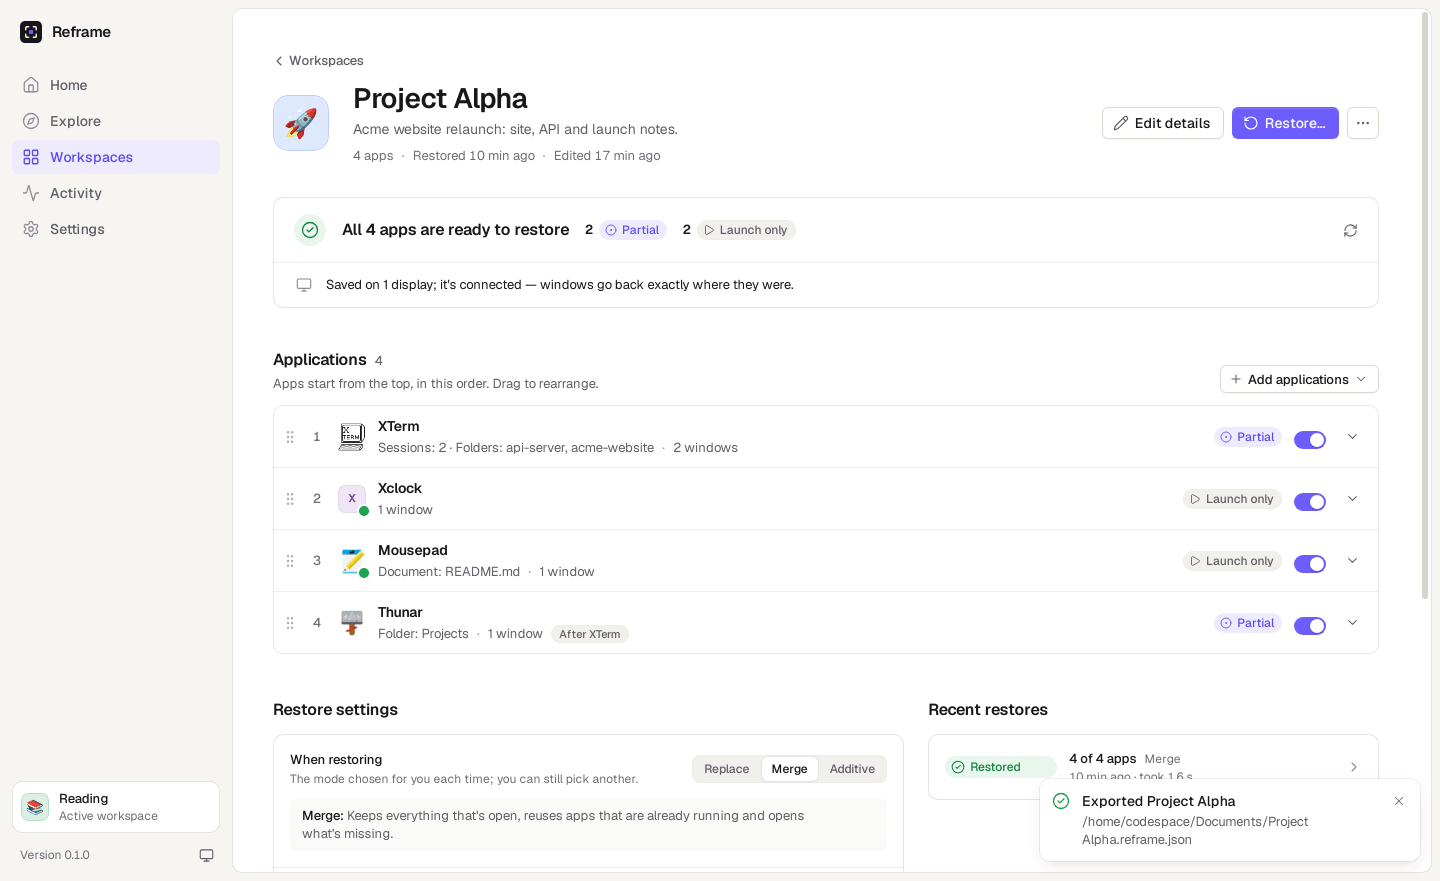 Reframe
Home
Explore
Workspaces
Activity
Settings
Reading
Active workspace
Version 0.1.0
Workspaces
Project Alpha
Acme website relaunch: site, API and launch notes.
4 apps · Restored 10 min ago · Edited 17 min ago
Edit details
Restore…
All 4 apps are ready to restore 2 Partial 2 Launch only
Saved on 1 display; it's connected — windows go back exactly where they were.
Applications 4
Apps start from the top, in this order. Drag to rearrange.
Add applications
1 XTerm
Sessions: 2 · Folders: api-server, acme-website · 2 windows
Partial
2 X Xclock
1 window
Launch only
3 Mousepad
Document: README.md · 1 window
Launch only
4 Thunar
Folder: Projects · 1 window After XTerm
Partial
Restore settings
When restoring
The mode chosen for you each time; you can still pick another.
Replace Merge Additive
Merge: Keeps everything that's open, reuses apps that are already running and opens
what's missing.
Recent restores
Restored
4 of 4 apps Merge
10 min ago · took 1.6 s
Exported Project Alpha
/home/codespace/Documents/Project
Alpha.reframe.json